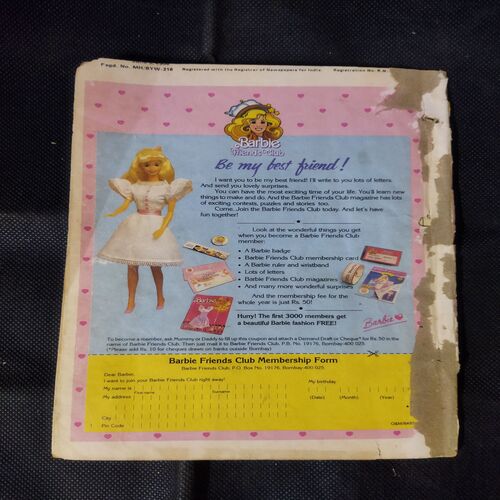 Regd. No. MH/BYW-218 Registered with the Registrar of Newspapers for India. Registration No. R.N.
Barbie
Friends Club
Be my best friend!
I want you to be my best friend! I'll write to you lots of letters.
And send you lovely surprises.
You can have the most exciting time of your life. You'll learn new
things to make and do. And the Barbie Friends Club magazine has lots
of exciting contests, puzzles and stories too.
Come. Join the Barbie Friends Club today. And let's have
fun together!
Look at the wonderful things you get
when you become a Barbie Friends Club
member:
• A Barbie badge
• Barbie Friends Club membership card
• A Barbie ruler and wristband
• Lots of letters
• Barbie Friends Club magazines
• And many more wonderful surprises
And the membership fee for the
whole year is just Rs. 50!
Hurry! The first 3000 members get
a beautiful Barbie fashion FREE!
Barbie
To become a member, ask Mummy or Daddy to fill up this coupon and attach a Demand Draft or Cheque* for Rs. 50 in the
name of Barbie Friends Club. Then just mail it to Barbie Friends Club, P.B. No. 19176, Bombay-400 025.
(*Please add Rs. 10 for cheques drawn on banks outside Bombay)
Barbie Friends Club Membership Form
Barbie Friends Club, P.O. Box No. 19176, Bombay-400 025.
Dear Barbie,
I want to join your Barbie Friends Club right away!
My name is
First name Surname
My address
City
Pin Code
My birthday
(Date) (Month) (Year)